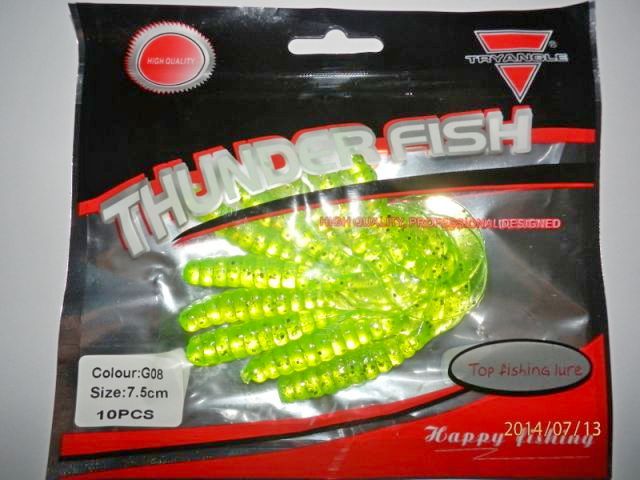 HIGH QUALITY
TRYANGLE®
THUNDER FISH
HIGH QUALITY, PROFESSIONAL DESIGNED
Colour:G08
Size:7.5cm
10PCS
Top fishing lure
2014/07/13
Happy fishing